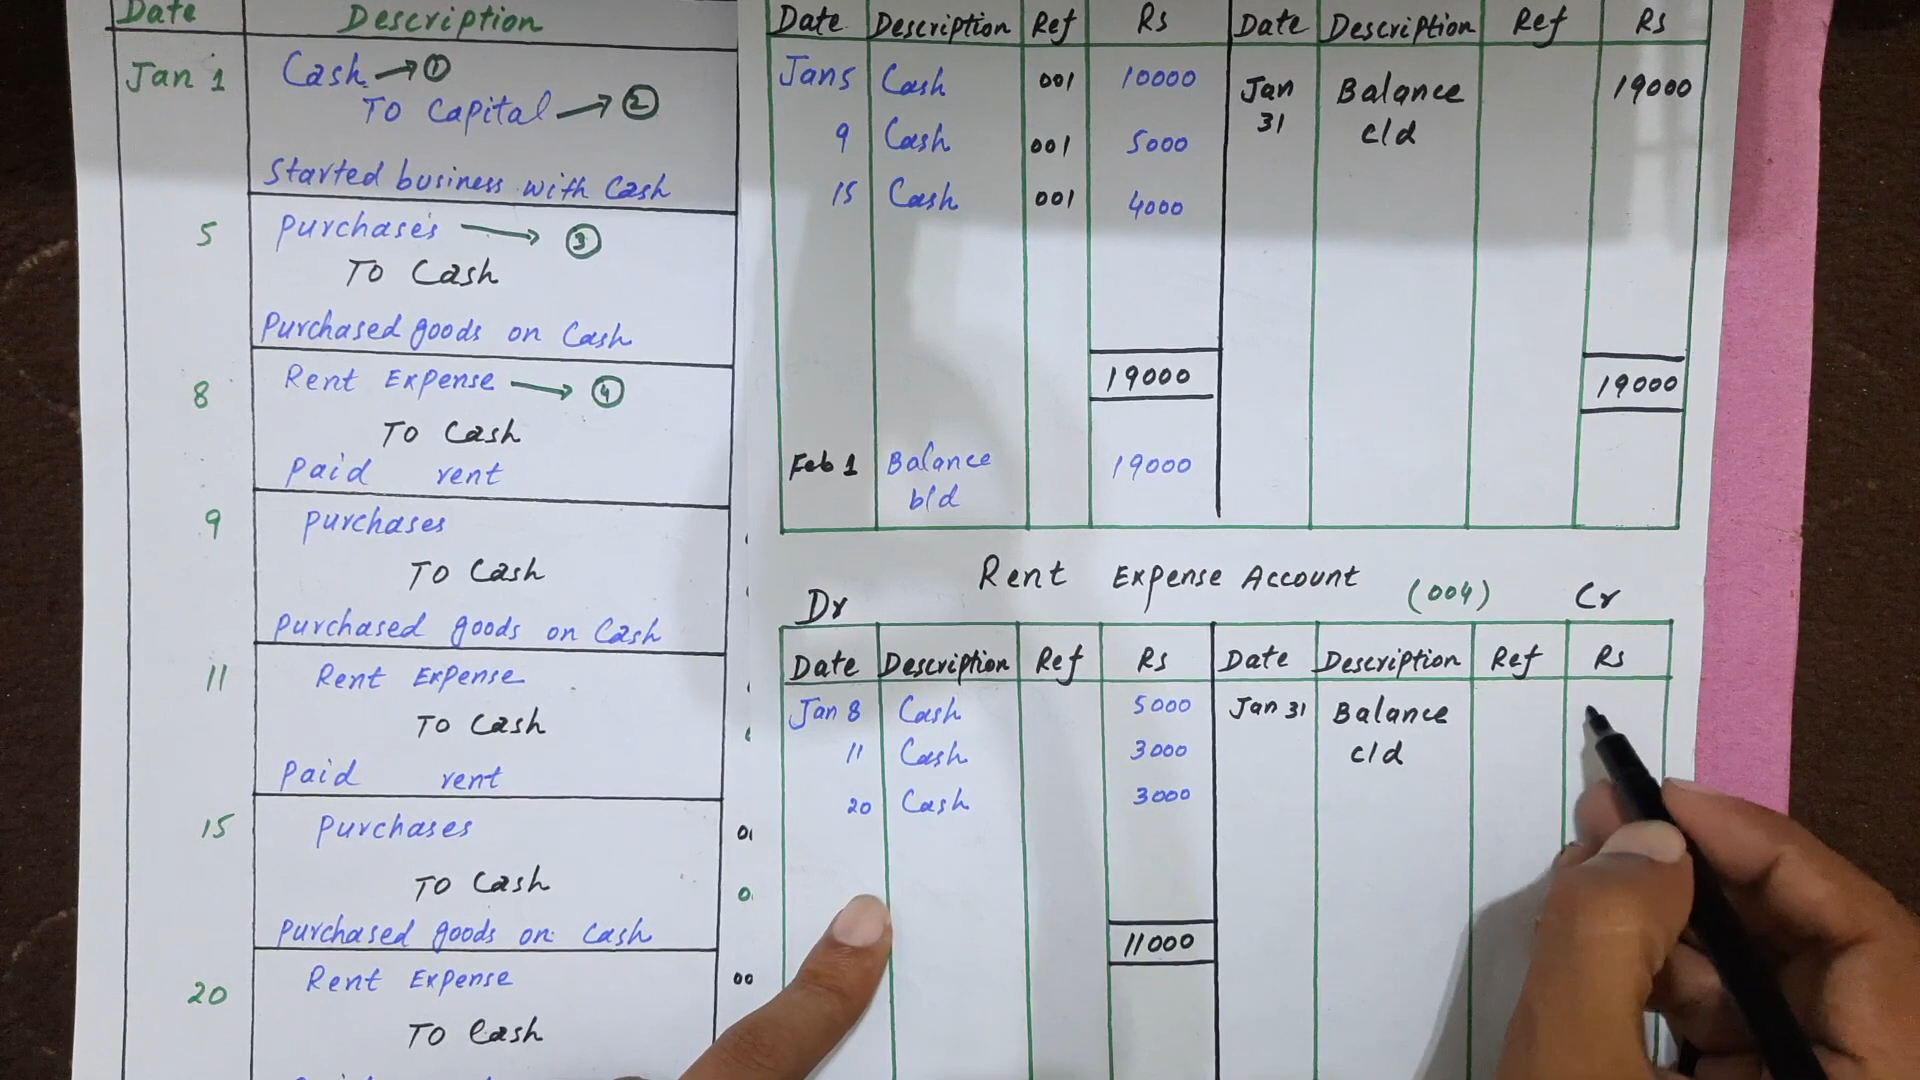 Date Description
Jan 1 Cash → 1
To Capital → 2
Started business with Cash
5 Purchases → 3
To Cash
Purchased goods on Cash
8 Rent Expense → 4
To Cash
Paid rent
9 Purchases
To Cash
Purchased goods on Cash
11 Rent Expense
To Cash
Paid rent
15 Purchases
To Cash
Purchased goods on Cash
20 Rent Expense
To Cash
Date Description Ref Rs Date Description Ref Rs
Jan 5 Cash 001 10000 Jan Balance 19000
31 c/d
9 Cash 001 5000
15 Cash 001 4000
19000 19000
Feb 1 Balance 19000
b/d
Rent Expense Account (004)
Dr Cr
Date Description Ref Rs Date Description Ref Rs
Jan 8 Cash 5000 Jan 31 Balance
11 Cash 3000 c/d
20 Cash 3000
11000